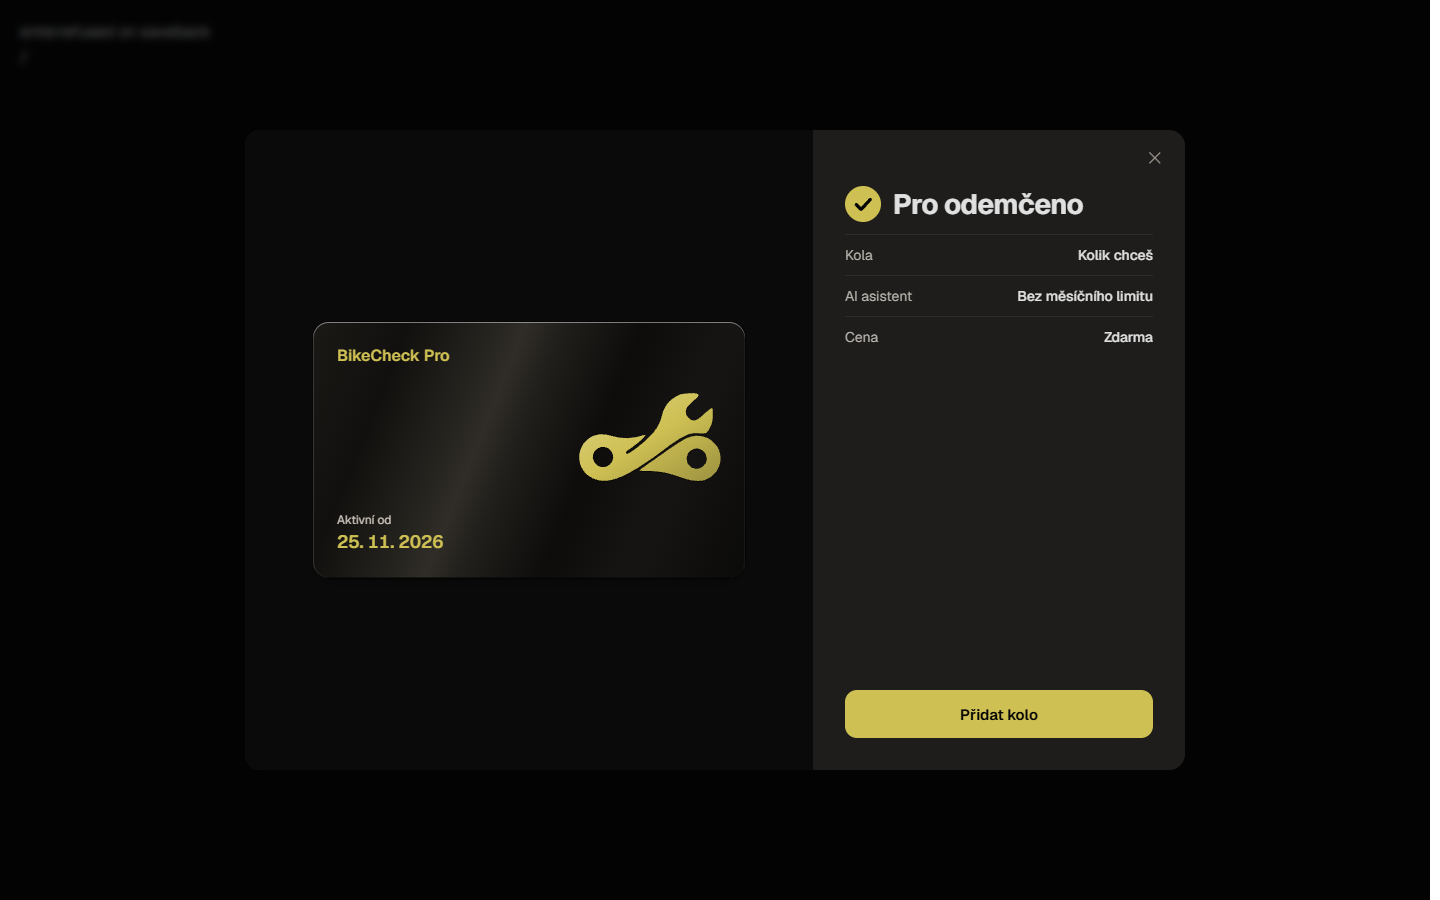 Pro odemčeno
Kola Kolik chceš
AI asistent Bez měsíčního limitu
Cena Zdarma
BikeCheck Pro
Aktivní od
25. 11. 2026
Přidat kolo